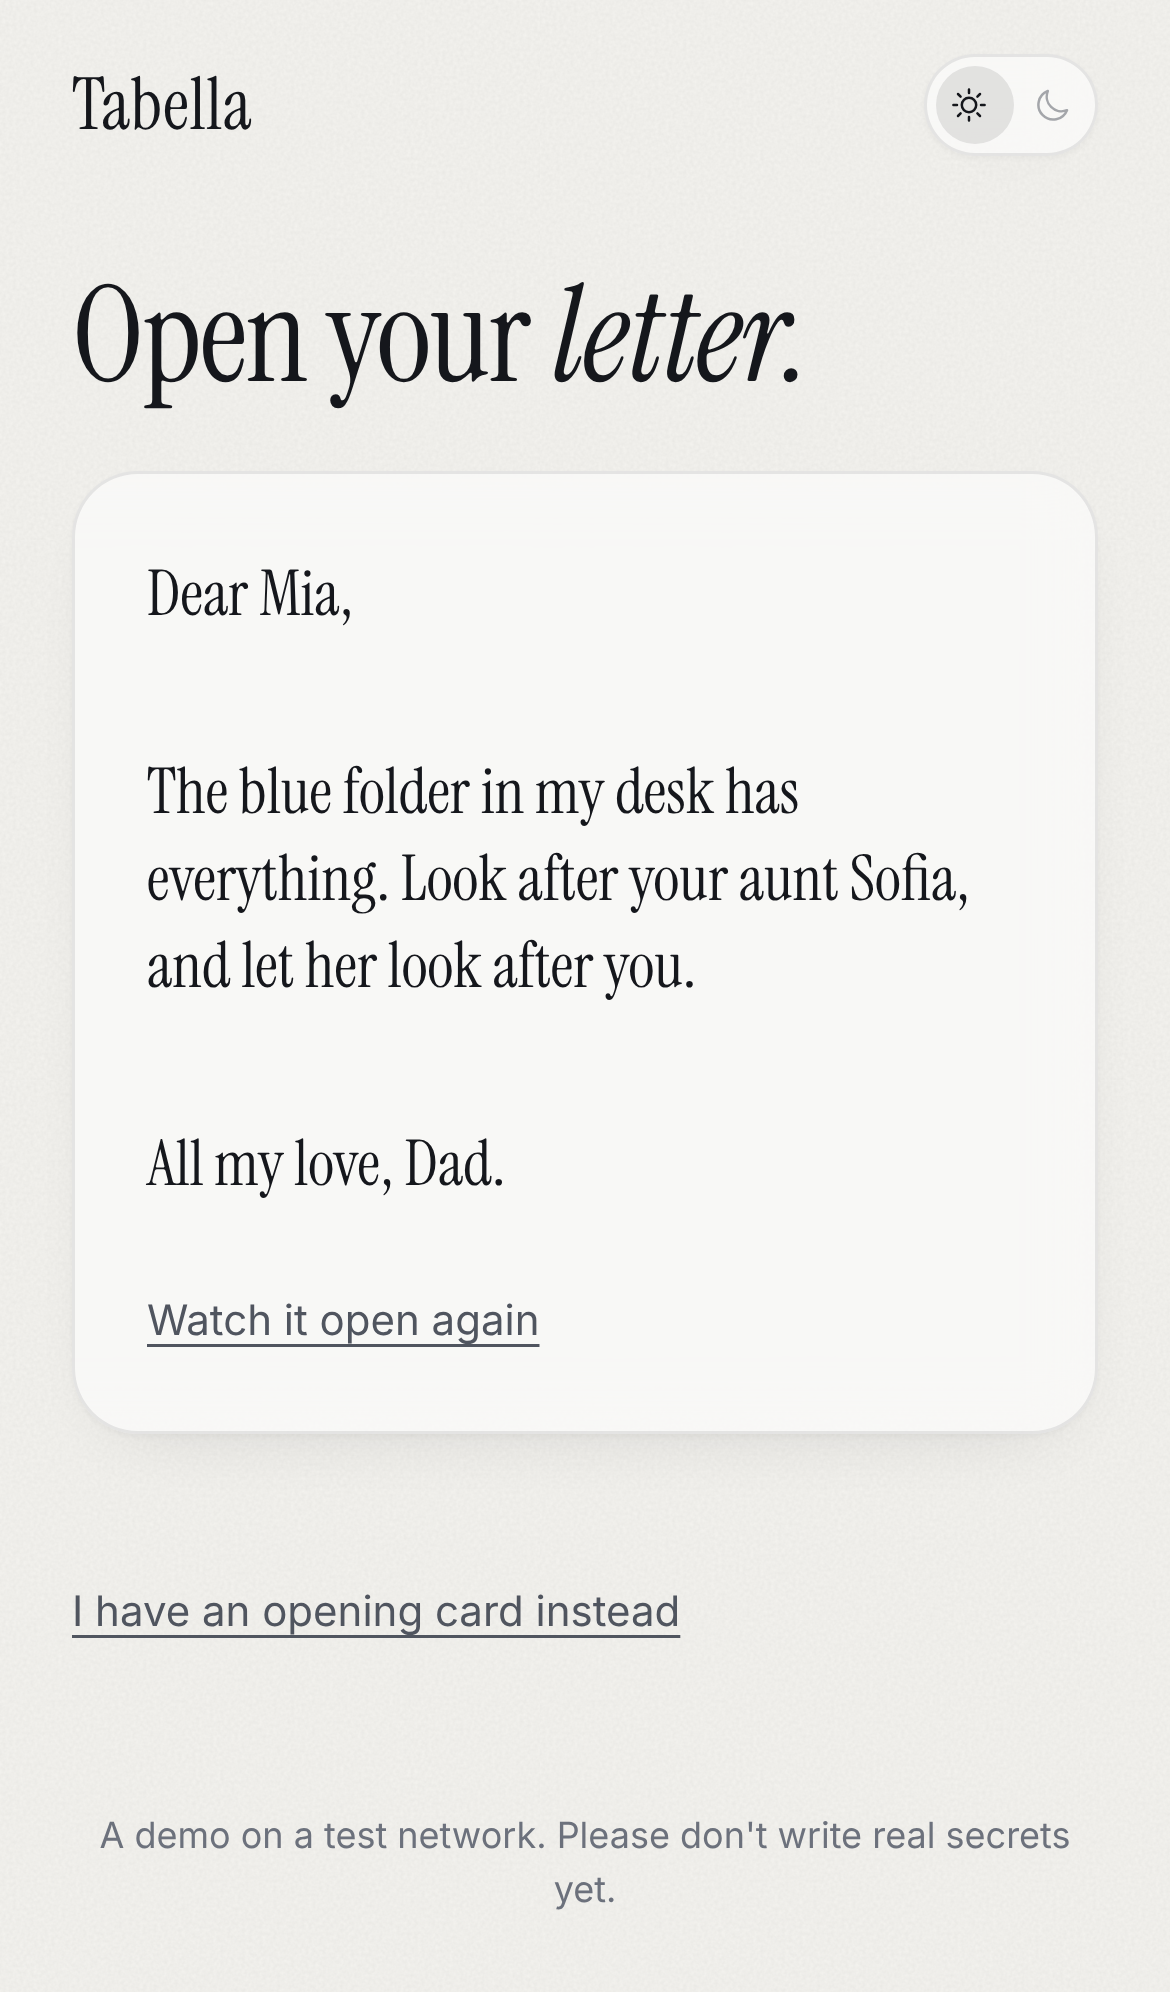 Tabella
Open your letter.
Dear Mia,
The blue folder in my desk has
everything. Look after your aunt Sofia,
and let her look after you.
All my love, Dad.
Watch it open again
I have an opening card instead
A demo on a test network. Please don't write real secrets
yet.